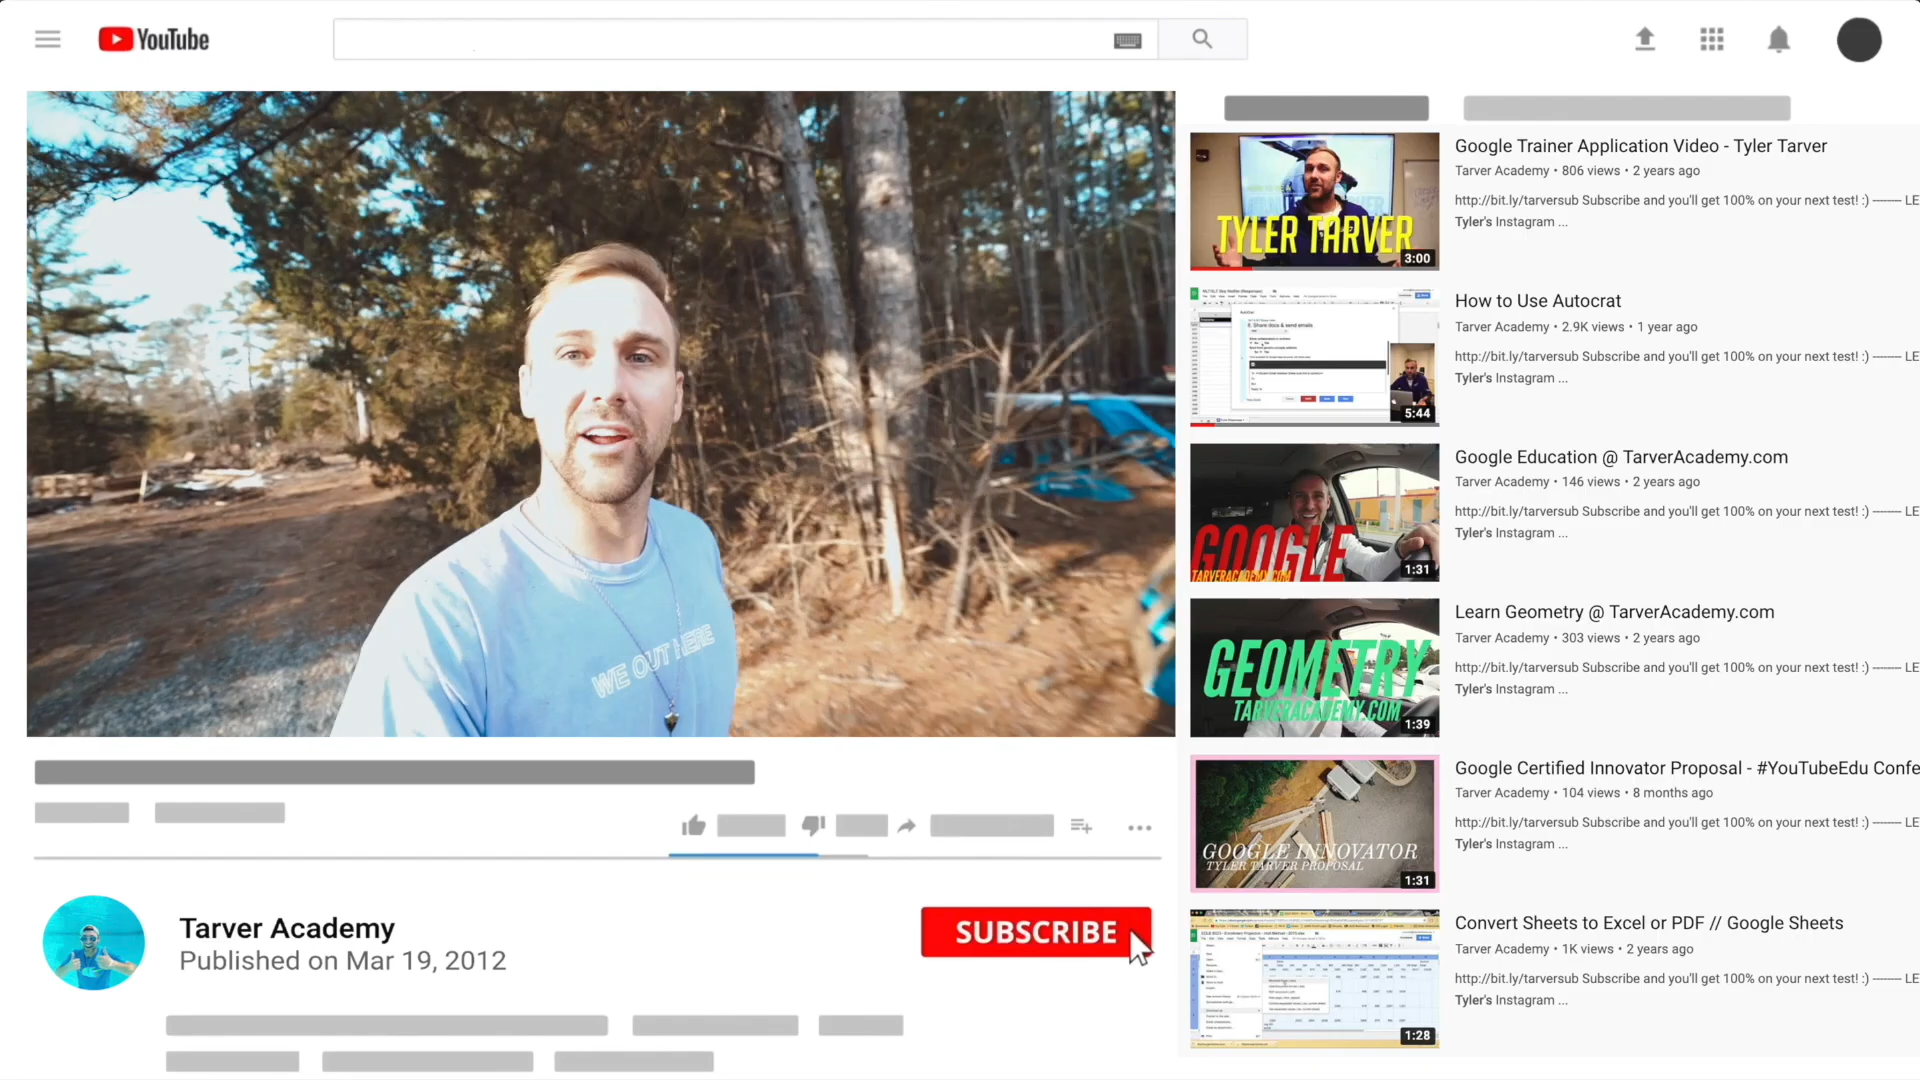 YouTube
WE OUT HERE
Tarver Academy
Published on Mar 19, 2012
SUBSCRIBE
TYLER TARVER
3:00
Google Trainer Application Video - Tyler Tarver
Tarver Academy • 806 views • 2 years ago
http://bit.ly/tarversub Subscribe and you'll get 100% on your next test! :) -------- LE
Tyler's Instagram ...
8. Share docs & send emails
5:44
How to Use Autocrat
Tarver Academy • 2.9K views • 1 year ago
http://bit.ly/tarversub Subscribe and you'll get 100% on your next test! :) -------- LE
Tyler's Instagram ...
GOOGLE
TARVERACADEMY.COM
1:31
Google Education @ TarverAcademy.com
Tarver Academy • 146 views • 2 years ago
http://bit.ly/tarversub Subscribe and you'll get 100% on your next test! :) -------- LE
Tyler's Instagram ...
GEOMETRY
TARVERACADEMY.COM
1:39
Learn Geometry @ TarverAcademy.com
Tarver Academy • 303 views • 2 years ago
http://bit.ly/tarversub Subscribe and you'll get 100% on your next test! :) -------- LE
Tyler's Instagram ...
GOOGLE INNOVATOR
TYLER TARVER PROPOSAL
1:31
Google Certified Innovator Proposal - #YouTubeEdu Confe
Tarver Academy • 104 views • 8 months ago
http://bit.ly/tarversub Subscribe and you'll get 100% on your next test! :) -------- LE
Tyler's Instagram ...
1:28
Convert Sheets to Excel or PDF // Google Sheets
Tarver Academy • 1K views • 2 years ago
http://bit.ly/tarversub Subscribe and you'll get 100% on your next test! :) -------- LE
Tyler's Instagram ...